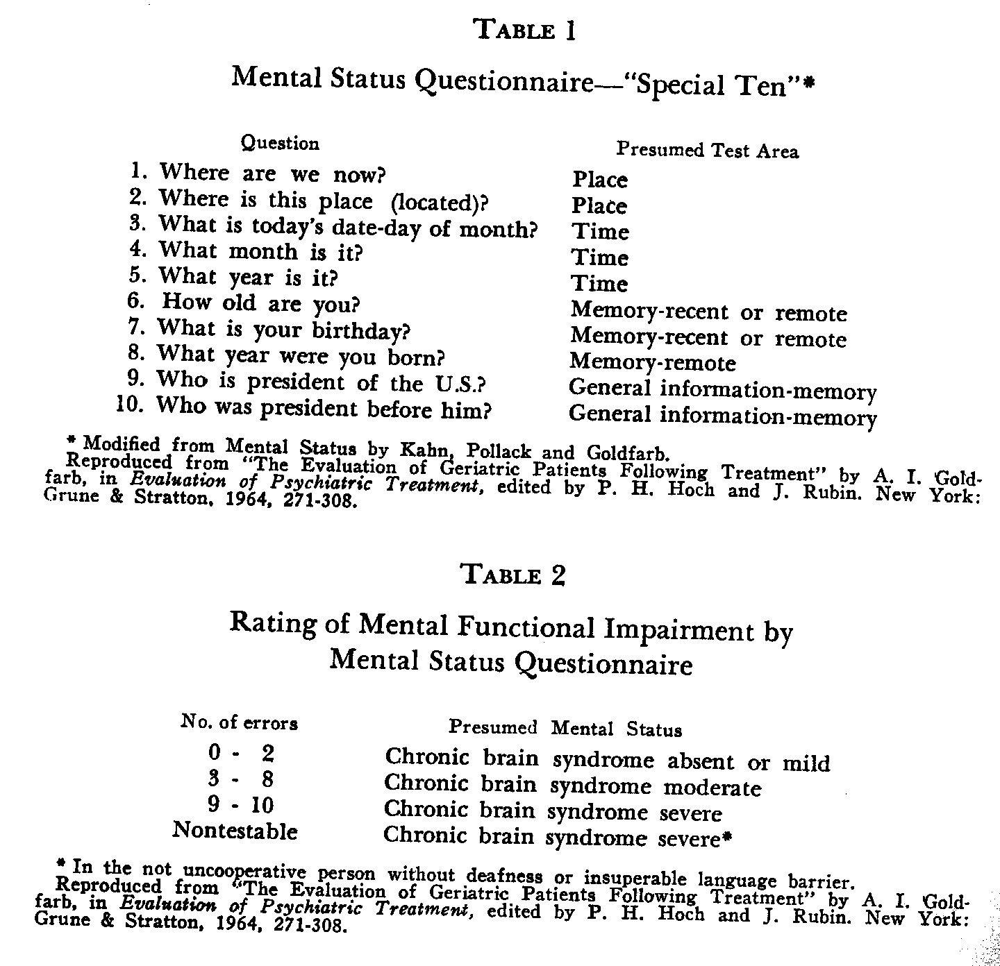 TABLE 1
Mental Status Questionnaire—"Special Ten"*
Question Presumed Test Area
1. Where are we now? Place
2. Where is this place (located)? Place
3. What is today's date-day of month? Time
4. What month is it? Time
5. What year is it? Time
6. How old are you? Memory-recent or remote
7. What is your birthday? Memory-recent or remote
8. What year were you born? Memory-remote
9. Who is president of the U.S.? General information-memory
10. Who was president before him? General information-memory
* Modified from Mental Status by Kahn, Pollack and Goldfarb.
Reproduced from "The Evaluation of Geriatric Patients Following Treatment" by A. I. Gold-
farb, in Evaluation of Psychiatric Treatment, edited by P. H. Hoch and J. Rubin. New York:
Grune & Stratton, 1964, 271-308.
TABLE 2
Rating of Mental Functional Impairment by
Mental Status Questionnaire
No. of errors Presumed Mental Status
0 - 2 Chronic brain syndrome absent or mild
3 - 8 Chronic brain syndrome moderate
9 - 10 Chronic brain syndrome severe
Nontestable Chronic brain syndrome severe*
* In the not uncooperative person without deafness or insuperable language barrier.
Reproduced from "The Evaluation of Geriatric Patients Following Treatment" by A. I. Gold-
farb, in Evaluation of Psychiatric Treatment, edited by P. H. Hoch and J. Rubin. New York:
Grune & Stratton, 1964, 271-308.